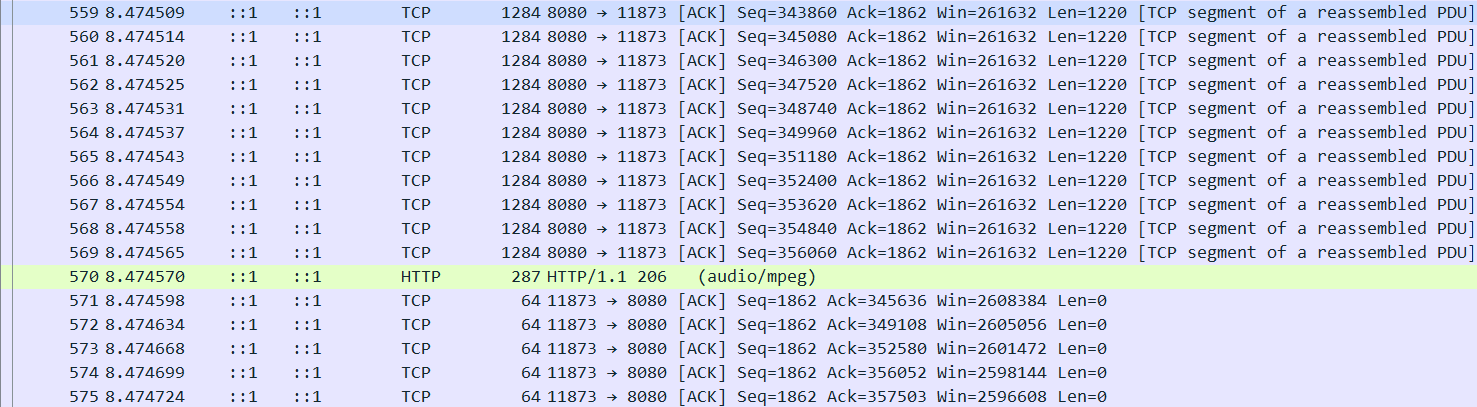 559 8.474509 ::1 ::1 TCP 1284 8080 → 11873 [ACK] Seq=343860 Ack=1862 Win=261632 Len=1220 [TCP segment of a reassembled PDU]
560 8.474514 ::1 ::1 TCP 1284 8080 → 11873 [ACK] Seq=345080 Ack=1862 Win=261632 Len=1220 [TCP segment of a reassembled PDU]
561 8.474520 ::1 ::1 TCP 1284 8080 → 11873 [ACK] Seq=346300 Ack=1862 Win=261632 Len=1220 [TCP segment of a reassembled PDU]
562 8.474525 ::1 ::1 TCP 1284 8080 → 11873 [ACK] Seq=347520 Ack=1862 Win=261632 Len=1220 [TCP segment of a reassembled PDU]
563 8.474531 ::1 ::1 TCP 1284 8080 → 11873 [ACK] Seq=348740 Ack=1862 Win=261632 Len=1220 [TCP segment of a reassembled PDU]
564 8.474537 ::1 ::1 TCP 1284 8080 → 11873 [ACK] Seq=349960 Ack=1862 Win=261632 Len=1220 [TCP segment of a reassembled PDU]
565 8.474543 ::1 ::1 TCP 1284 8080 → 11873 [ACK] Seq=351180 Ack=1862 Win=261632 Len=1220 [TCP segment of a reassembled PDU]
566 8.474549 ::1 ::1 TCP 1284 8080 → 11873 [ACK] Seq=352400 Ack=1862 Win=261632 Len=1220 [TCP segment of a reassembled PDU]
567 8.474554 ::1 ::1 TCP 1284 8080 → 11873 [ACK] Seq=353620 Ack=1862 Win=261632 Len=1220 [TCP segment of a reassembled PDU]
568 8.474558 ::1 ::1 TCP 1284 8080 → 11873 [ACK] Seq=354840 Ack=1862 Win=261632 Len=1220 [TCP segment of a reassembled PDU]
569 8.474565 ::1 ::1 TCP 1284 8080 → 11873 [ACK] Seq=356060 Ack=1862 Win=261632 Len=1220 [TCP segment of a reassembled PDU]
570 8.474570 ::1 ::1 HTTP 287 HTTP/1.1 206 (audio/mpeg)
571 8.474598 ::1 ::1 TCP 64 11873 → 8080 [ACK] Seq=1862 Ack=345636 Win=2608384 Len=0
572 8.474634 ::1 ::1 TCP 64 11873 → 8080 [ACK] Seq=1862 Ack=349108 Win=2605056 Len=0
573 8.474668 ::1 ::1 TCP 64 11873 → 8080 [ACK] Seq=1862 Ack=352580 Win=2601472 Len=0
574 8.474699 ::1 ::1 TCP 64 11873 → 8080 [ACK] Seq=1862 Ack=356052 Win=2598144 Len=0
575 8.474724 ::1 ::1 TCP 64 11873 → 8080 [ACK] Seq=1862 Ack=357503 Win=2596608 Len=0